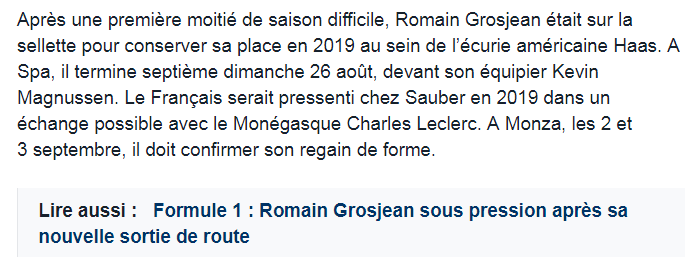 Après une première moitié de saison difficile, Romain Grosjean était sur la
sellette pour conserver sa place en 2019 au sein de l’écurie américaine Haas. A
Spa, il termine septième dimanche 26 août, devant son équipier Kevin
Magnussen. Le Français serait pressenti chez Sauber en 2019 dans un
échange possible avec le Monégasque Charles Leclerc. A Monza, les 2 et
3 septembre, il doit confirmer son regain de forme.
Lire aussi : Formule 1 : Romain Grosjean sous pression après sa
nouvelle sortie de route